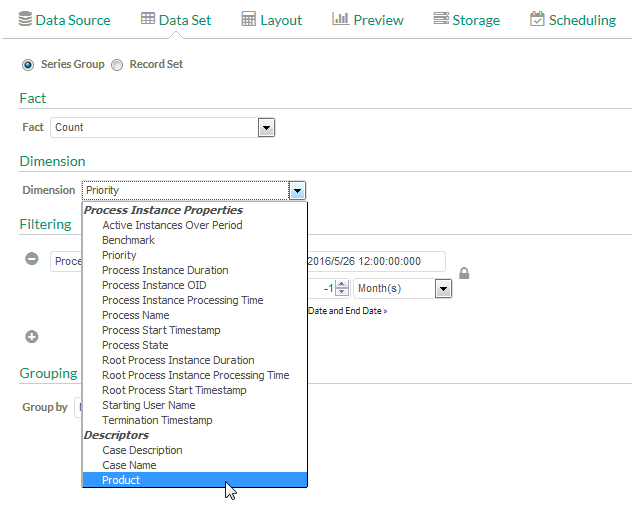 Data Source Data Set Layout Preview Storage Scheduling
Series Group Record Set
Fact
Fact Count
Dimension
Dimension Priority
Process Instance Properties
Active Instances Over Period
Benchmark
Priority
Process Instance Duration
Process Instance OID
Process Instance Processing Time
Process Name
Process Start Timestamp
Process State
Root Process Instance Duration
Root Process Instance Processing Time
Root Process Start Timestamp
Starting User Name
Termination Timestamp
Descriptors
Case Description
Case Name
Product
Filtering
Proce 2016/5/26 12:00:00:000
-1 Month(s)
Date and End Date »
Grouping
Group by